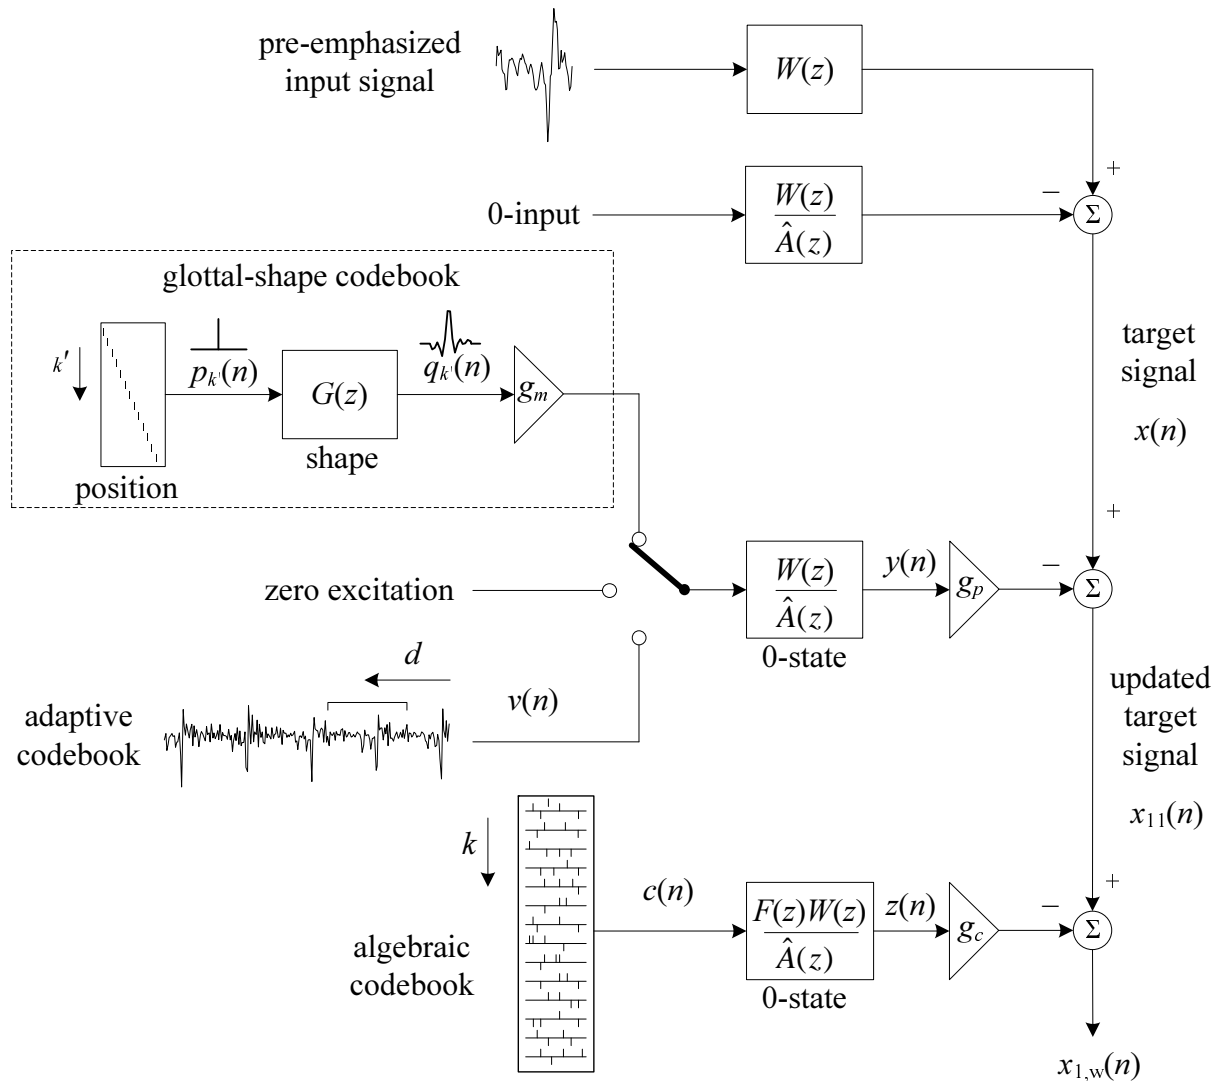 pre-emphasized
input signal
W(z)
+
0-input
W(z)
Â(z)
−
Σ
glottal-shape codebook
k′
p_k'(n)
G(z)
q_k'(n)
g_m
shape
position
target
signal
x(n)
+
zero excitation
W(z)
Â(z)
0-state
y(n)
g_p
−
Σ
d
adaptive
codebook
v(n)
updated
target
signal
x_11(n)
+
k
algebraic
codebook
c(n)
F(z)W(z)
Â(z)
0-state
z(n)
g_c
−
Σ
x_1,w(n)